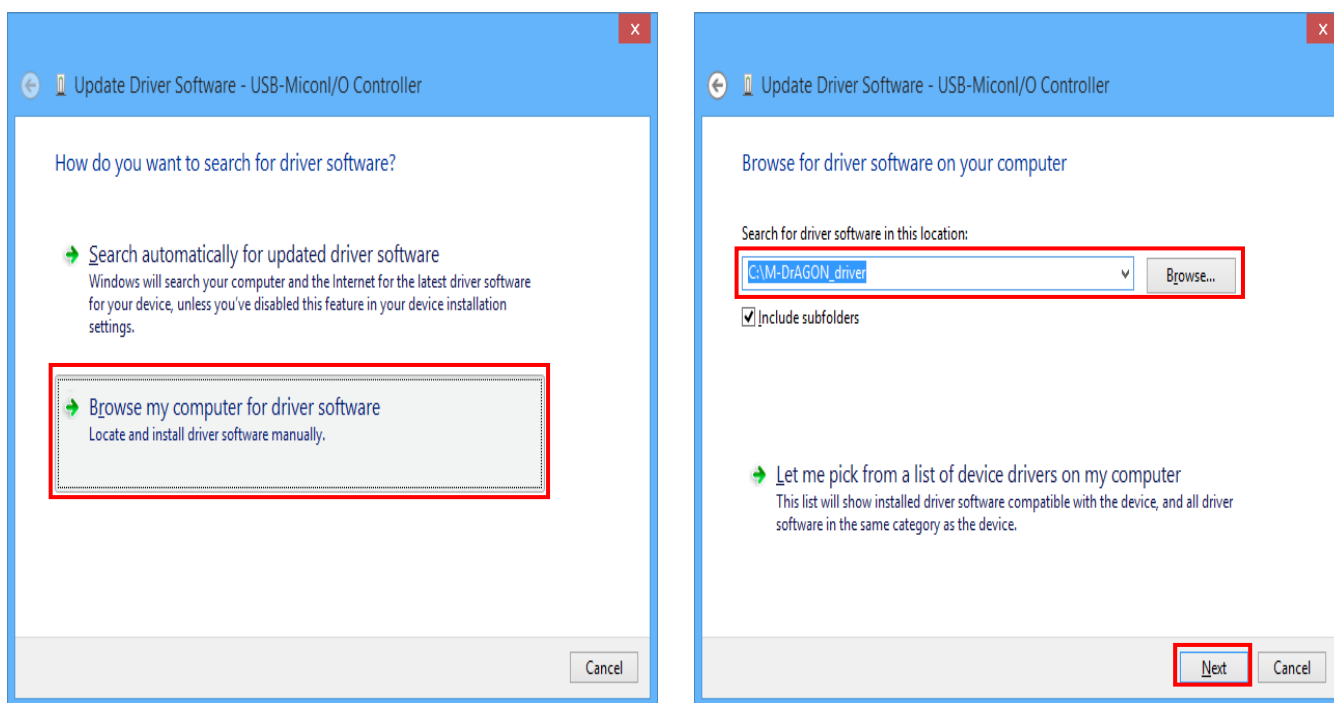 x
Update Driver Software - USB-MiconI/O Controller
How do you want to search for driver software?
Search automatically for updated driver software
Windows will search your computer and the Internet for the latest driver software
for your device, unless you've disabled this feature in your device installation
settings.
Browse my computer for driver software
Locate and install driver software manually.
Cancel
x
Update Driver Software - USB-MiconI/O Controller
Browse for driver software on your computer
Search for driver software in this location:
C:\M-DrAGON_driver
Browse...
Include subfolders
Let me pick from a list of device drivers on my computer
This list will show installed driver software compatible with the device, and all driver
software in the same category as the device.
Next Cancel